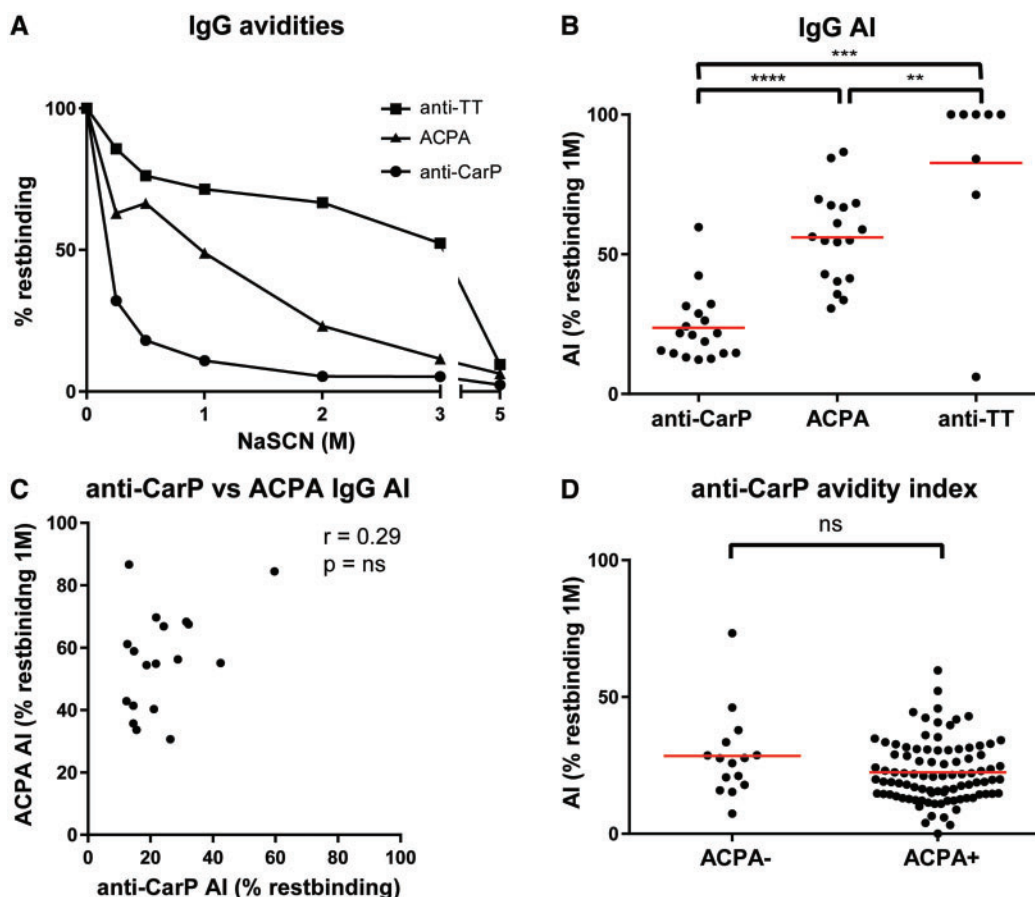 A
IgG avidities
100
50
0
% restbinding
anti-TT
ACPA
anti-CarP
0
1
2
3
5
NaSCN (M)
B
IgG AI
***
****
**
100
50
0
AI (% restbinding 1M)
anti-CarP
ACPA
anti-TT
C
anti-CarP vs ACPA IgG AI
r = 0.29
p = ns
100
80
60
40
20
0
ACPA AI (% restbinidng 1M)
0
20
40
60
80
100
anti-CarP AI (% restbinding)
D
anti-CarP avidity index
ns
100
50
0
AI (% restbinding 1M)
ACPA-
ACPA+